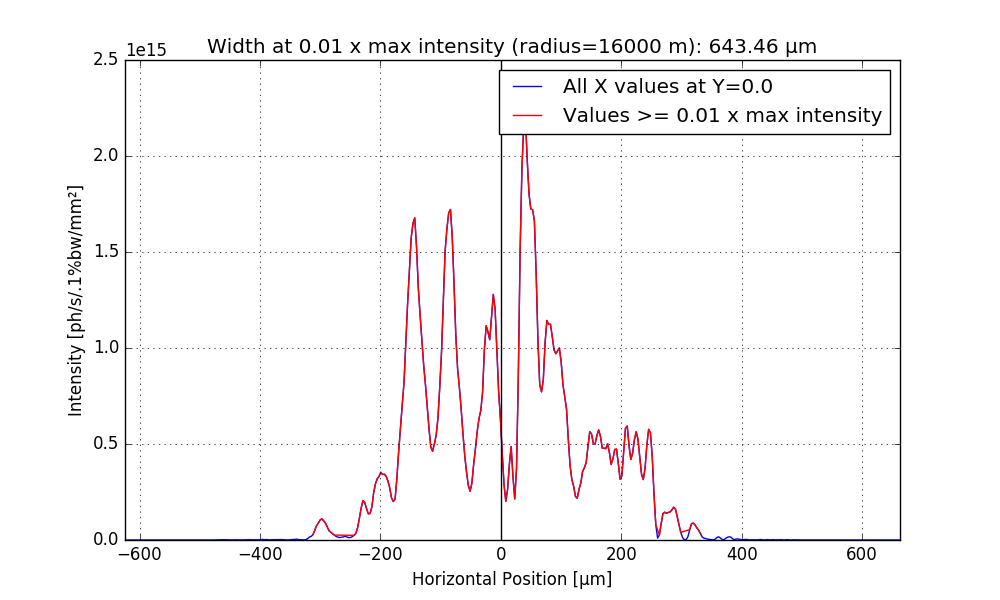 Width at 0.01 x max intensity (radius=16000 m): 643.46 µm
1e15
All X values at Y=0.0
Values >= 0.01 x max intensity
Intensity [ph/s/.1%bw/mm²]
2.5
2.0
1.5
1.0
0.5
0.0
−600 −400 −200 0 200 400 600
Horizontal Position [µm]